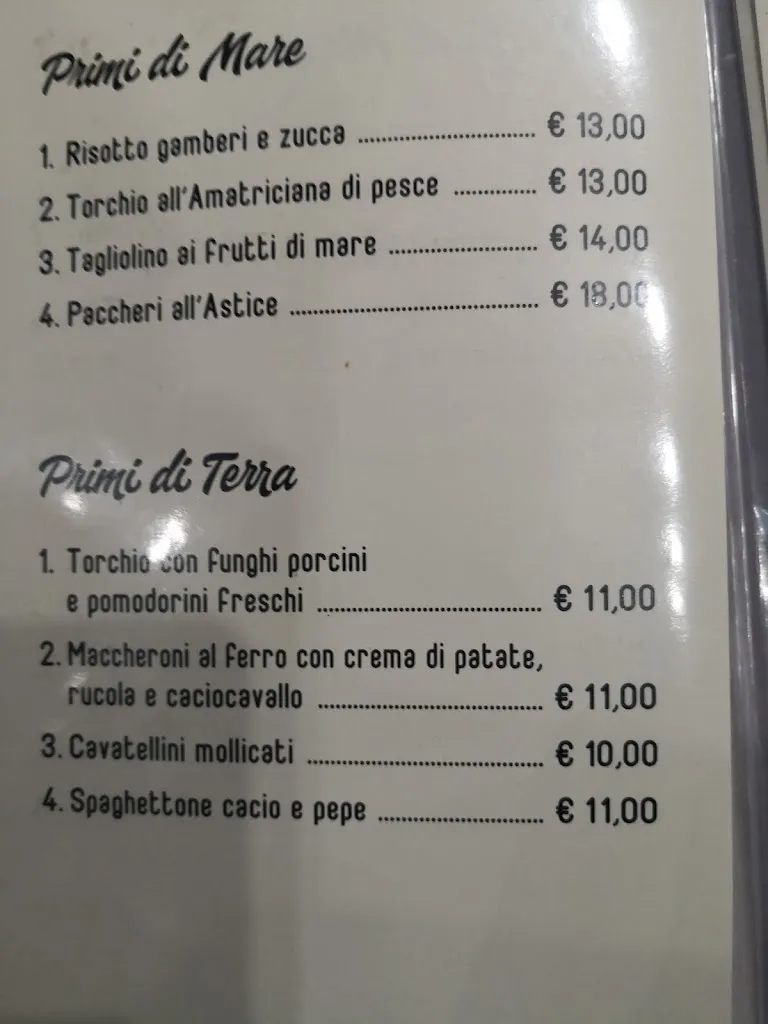 Primi di Mare
1. Risotto gamberi e zucca ........................... € 13,00
2. Torchio all'Amatriciana di pesce ............. € 13,00
3. Tagliolino ai frutti di mare ...................... € 14,00
4. Paccheri all'Astice ..................................... € 18,00
Primi di Terra
1. Torchio con funghi porcini
e pomodorini freschi .................................. € 11,00
2. Maccheroni al ferro con crema di patate,
rucola e caciocavallo .................................. € 11,00
3. Cavatellini mollicati ................................... € 10,00
4. Spaghettone cacio e pepe ......................... € 11,00